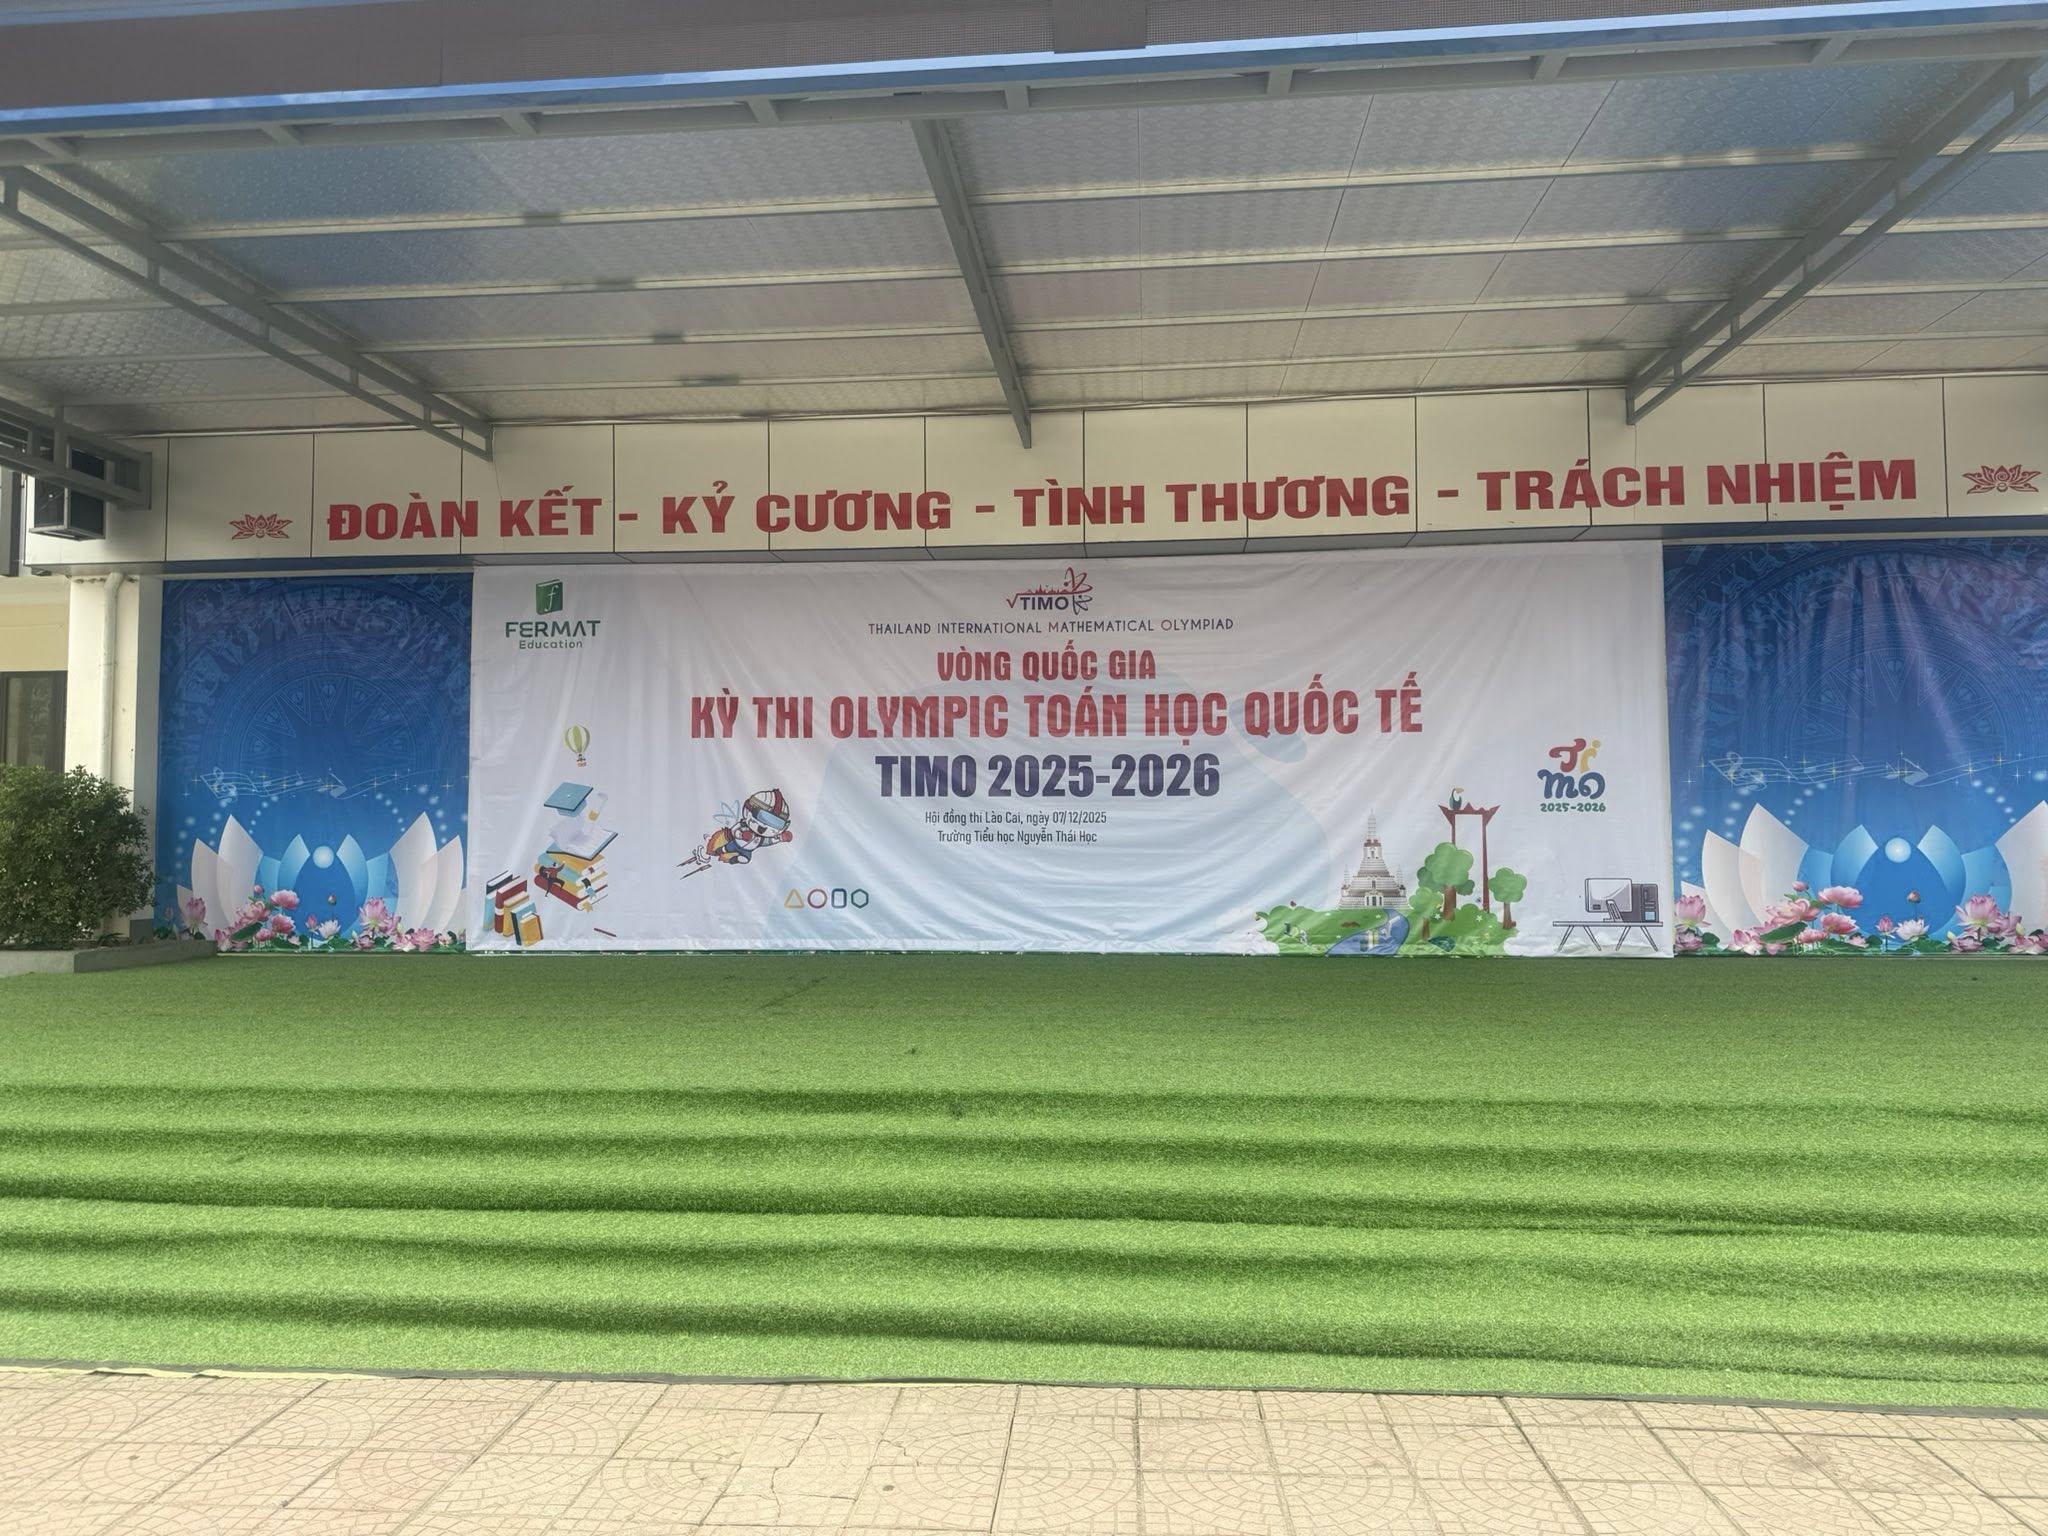 ĐOÀN KẾT - KỶ CƯƠNG - TÌNH THƯƠNG - TRÁCH NHIỆM
FERMAT
Education
√TIMO
THAILAND INTERNATIONAL MATHEMATICAL OLYMPIAD
VÒNG QUỐC GIA
KỲ THI OLYMPIC TOÁN HỌC QUỐC TẾ
TIMO 2025-2026
Hội đồng thi Lào Cai, ngày 07/12/2025
Trường Tiểu học Nguyễn Thái Học
TIMO
2025-2026